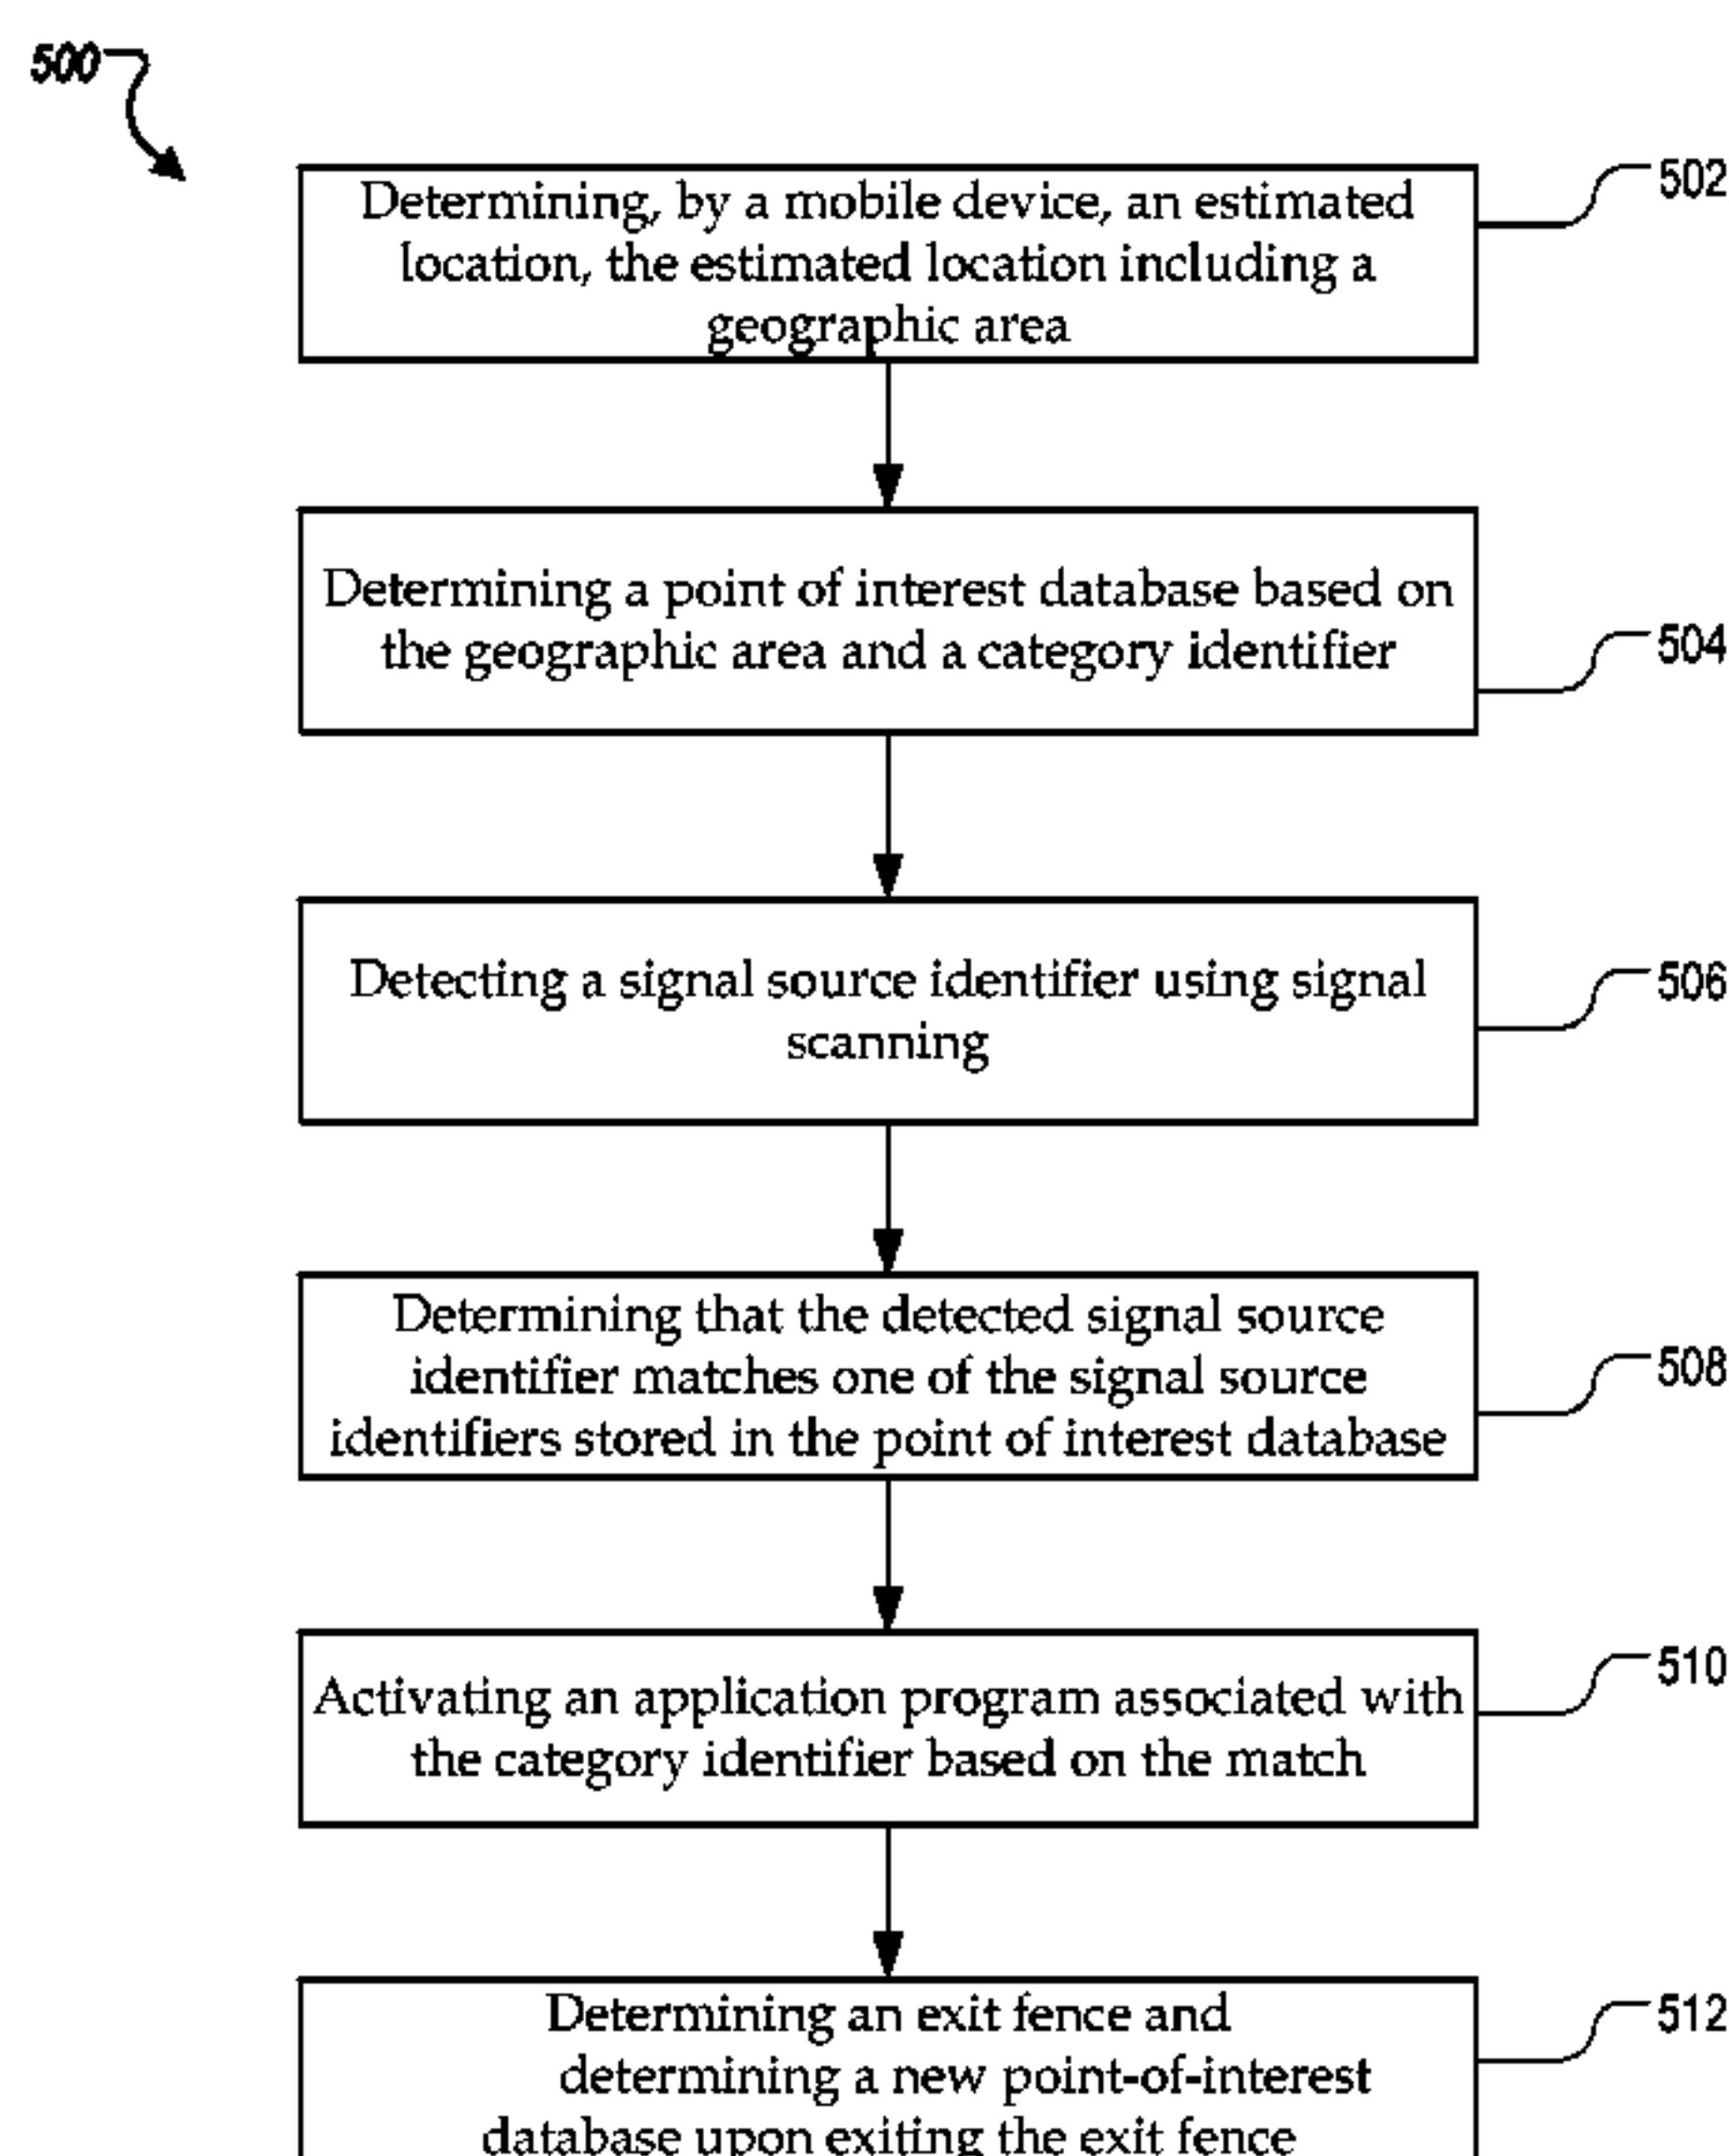 500
502
Determining, by a mobile device, an estimated
location, the estimated location including a
geographic area
504
Determining a point of interest database based on
the geographic area and a category identifier
506
Detecting a signal source identifier using signal
scanning
508
Determining that the detected signal source
identifier matches one of the signal source
identifiers stored in the point of interest database
510
Activating an application program associated with
the category identifier based on the match
512
Determining an exit fence and
determining a new point-of-interest
database upon exiting the exit fence